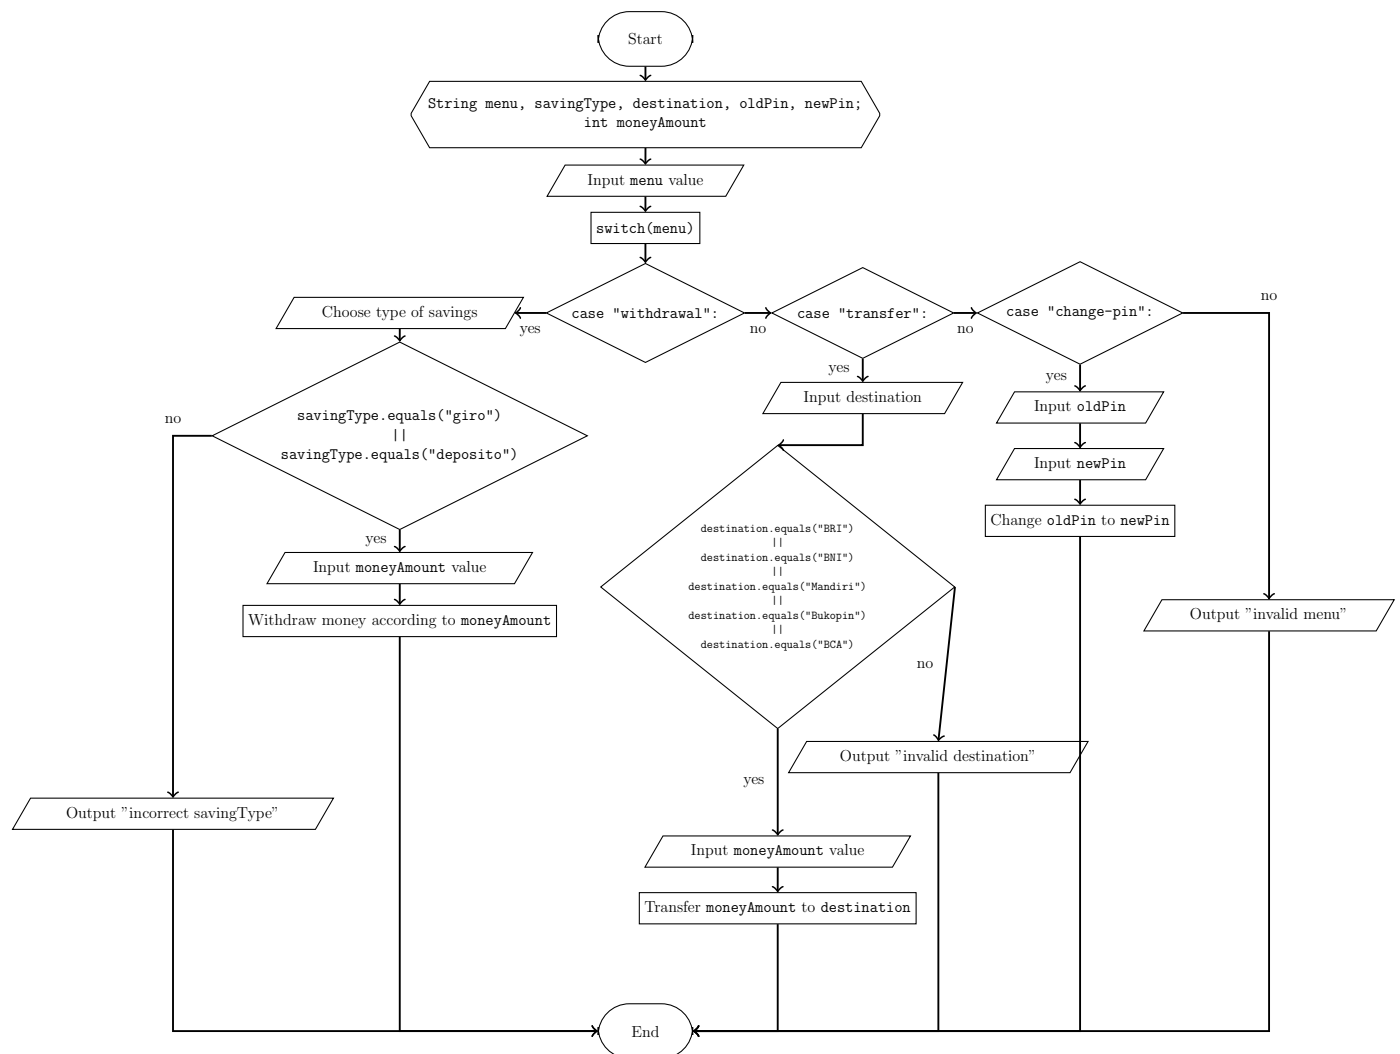 Start
String menu, savingType, destination, oldPin, newPin;
int moneyAmount
Input menu value
switch(menu)
case "withdrawal":
yes
no
case "transfer":
no
yes
case "change-pin":
no
yes
Choose type of savings
savingType.equals("giro")
||
savingType.equals("deposito")
no
yes
Input moneyAmount value
Withdraw money according to moneyAmount
Output ”incorrect savingType”
Input destination
destination.equals("BRI")
||
destination.equals("BNI")
||
destination.equals("Mandiri")
||
destination.equals("Bukopin")
||
destination.equals("BCA")
no
yes
Output ”invalid destination”
Input moneyAmount value
Transfer moneyAmount to destination
Input oldPin
Input newPin
Change oldPin to newPin
Output ”invalid menu”
End